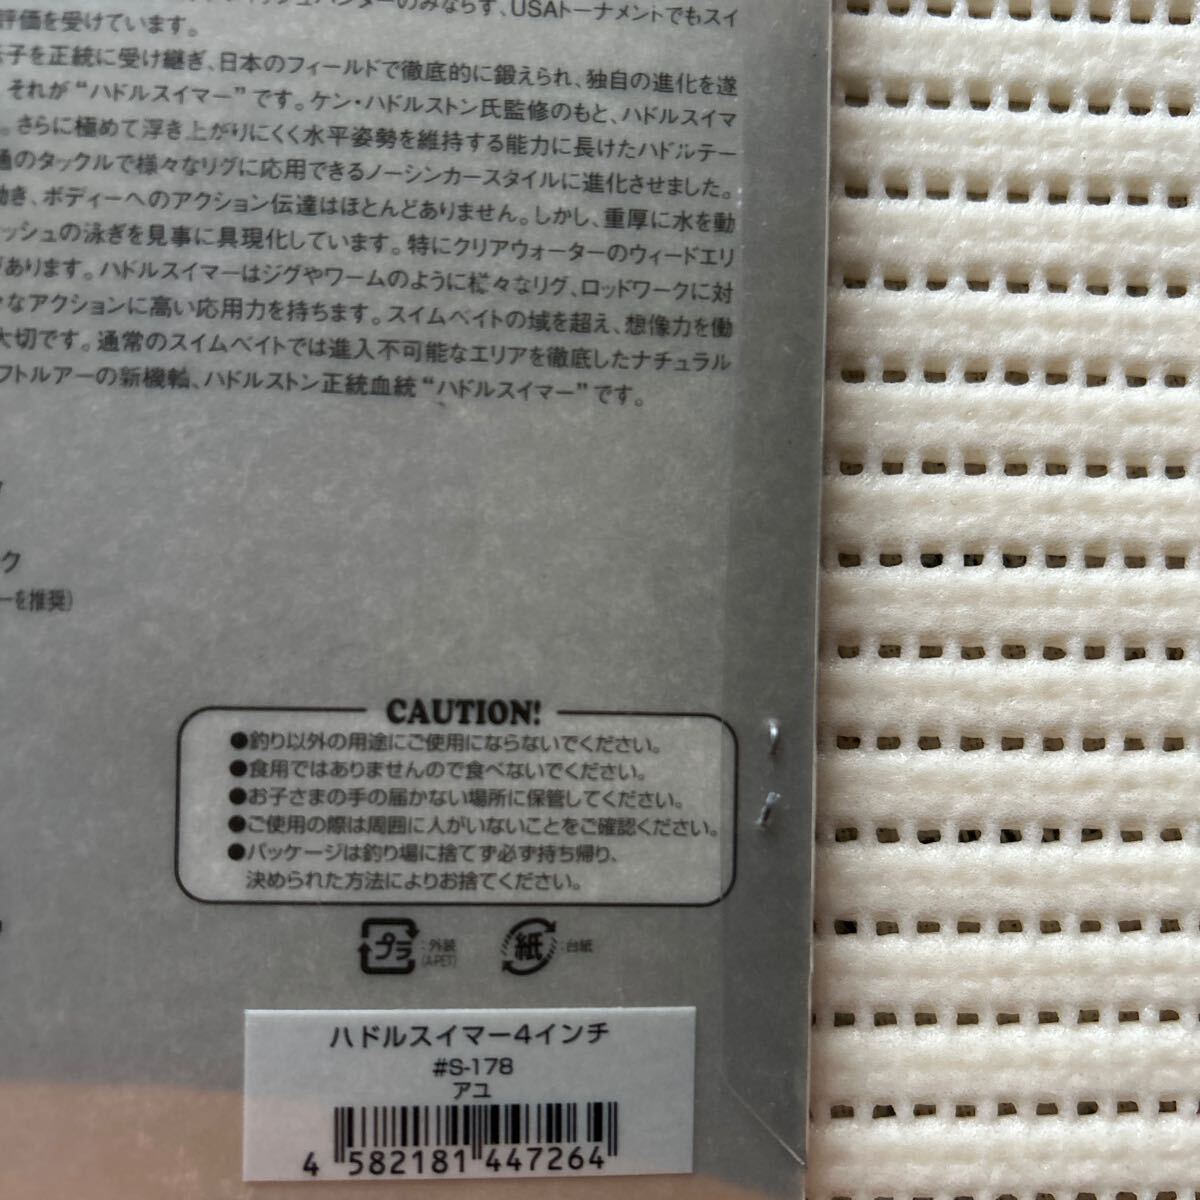 のみならず、USAトーナメントでもスイ
評価を受けています。
子を正統に受け継ぎ、日本のフィールドで徹底的に鍛えられ、独自の進化を遂
それが“ハドルスイマー”です。ケン・ハドルストン氏監修のもと、ハドルスイマ
。さらに極めて浮き上がりにくく水平姿勢を維持する能力に長けたハドルテー
通のタックルで様々なリグに応用できるノーシンカースタイルに進化させました。
動き、ボディーへのアクション伝達はほとんどありません。しかし、重厚に水を動
ッシュの泳ぎを見事に具現化しています。特にクリアウォーターのウィードエリ
があります。ハドルスイマーはジグやワームのように様々なリグ、ロッドワークに対
なアクションに高い応用力を持ちます。スイムベイトの域を超え、想像力を働
大切です。通常のスイムベイトでは進入不可能なエリアを徹底したナチュラル
フトルアーの新機軸、ハドルストン正統血統“ハドルスイマー”です。
ク
ーを推奨)
CAUTION!
●釣り以外の用途にご使用にならないでください。
●食用ではありませんので食べないでください。
●お子さまの手の届かない場所に保管してください。
●ご使用の際は周囲に人がいないことをご確認ください。
●パッケージは釣り場に捨てず必ず持ち帰り、
決められた方法によりお捨てください。
プラ :外装 (A-PET) 紙 :台紙
ハドルスイマー4インチ
#S-178
アユ
4 582181 447264